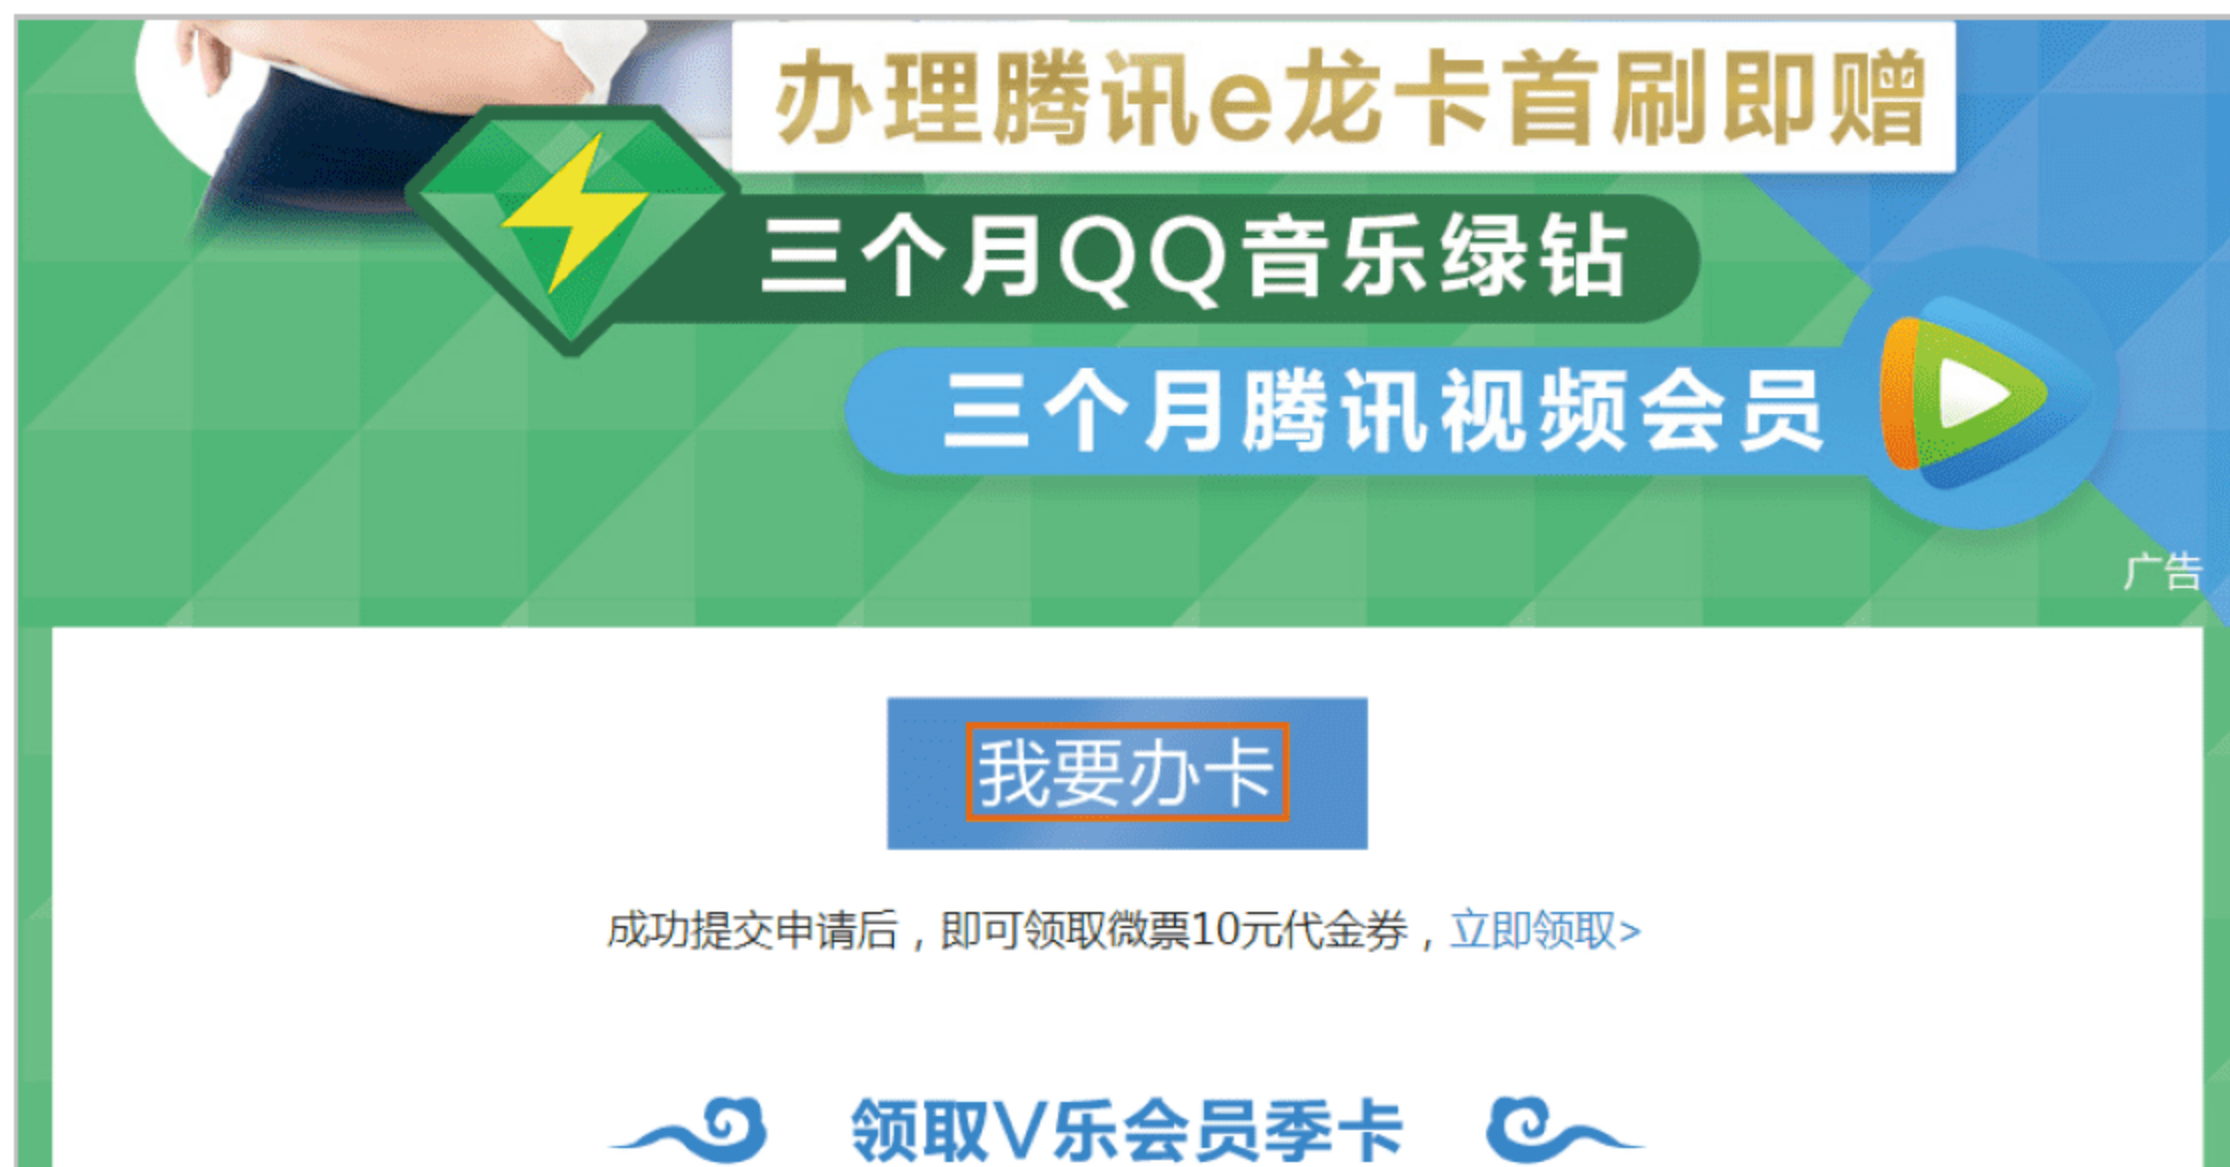 办理腾讯e龙卡首刷即赠
三个月QQ音乐绿钻
三个月腾讯视频会员
广告
我要办卡
成功提交申请后，即可领取微票10元代金券，立即领取>
领取V乐会员季卡